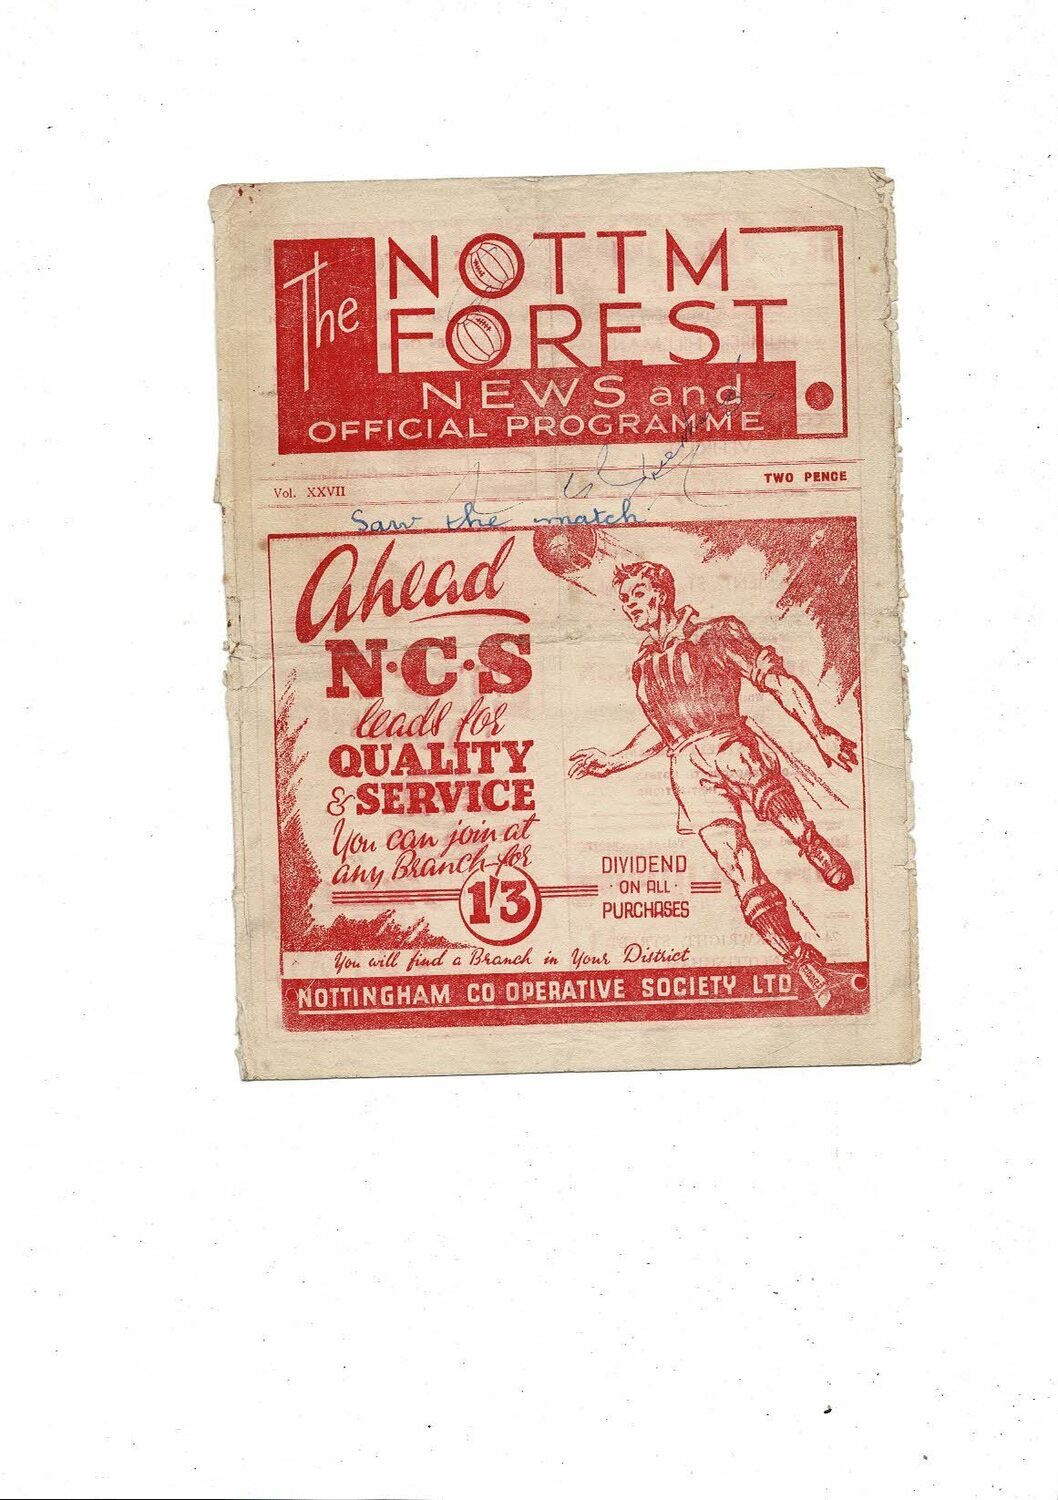 The NOTTM
FOREST
NEWS and
OFFICIAL PROGRAMME
Vol. XXVII
TWO PENCE
Saw the match
Ahead
N·C·S
leads for
QUALITY
& SERVICE
You can join at
any Branch for
1'3
DIVIDEND
· ON ALL ·
PURCHASES
You will find a Branch in Your District
NOTTINGHAM CO OPERATIVE SOCIETY LTD